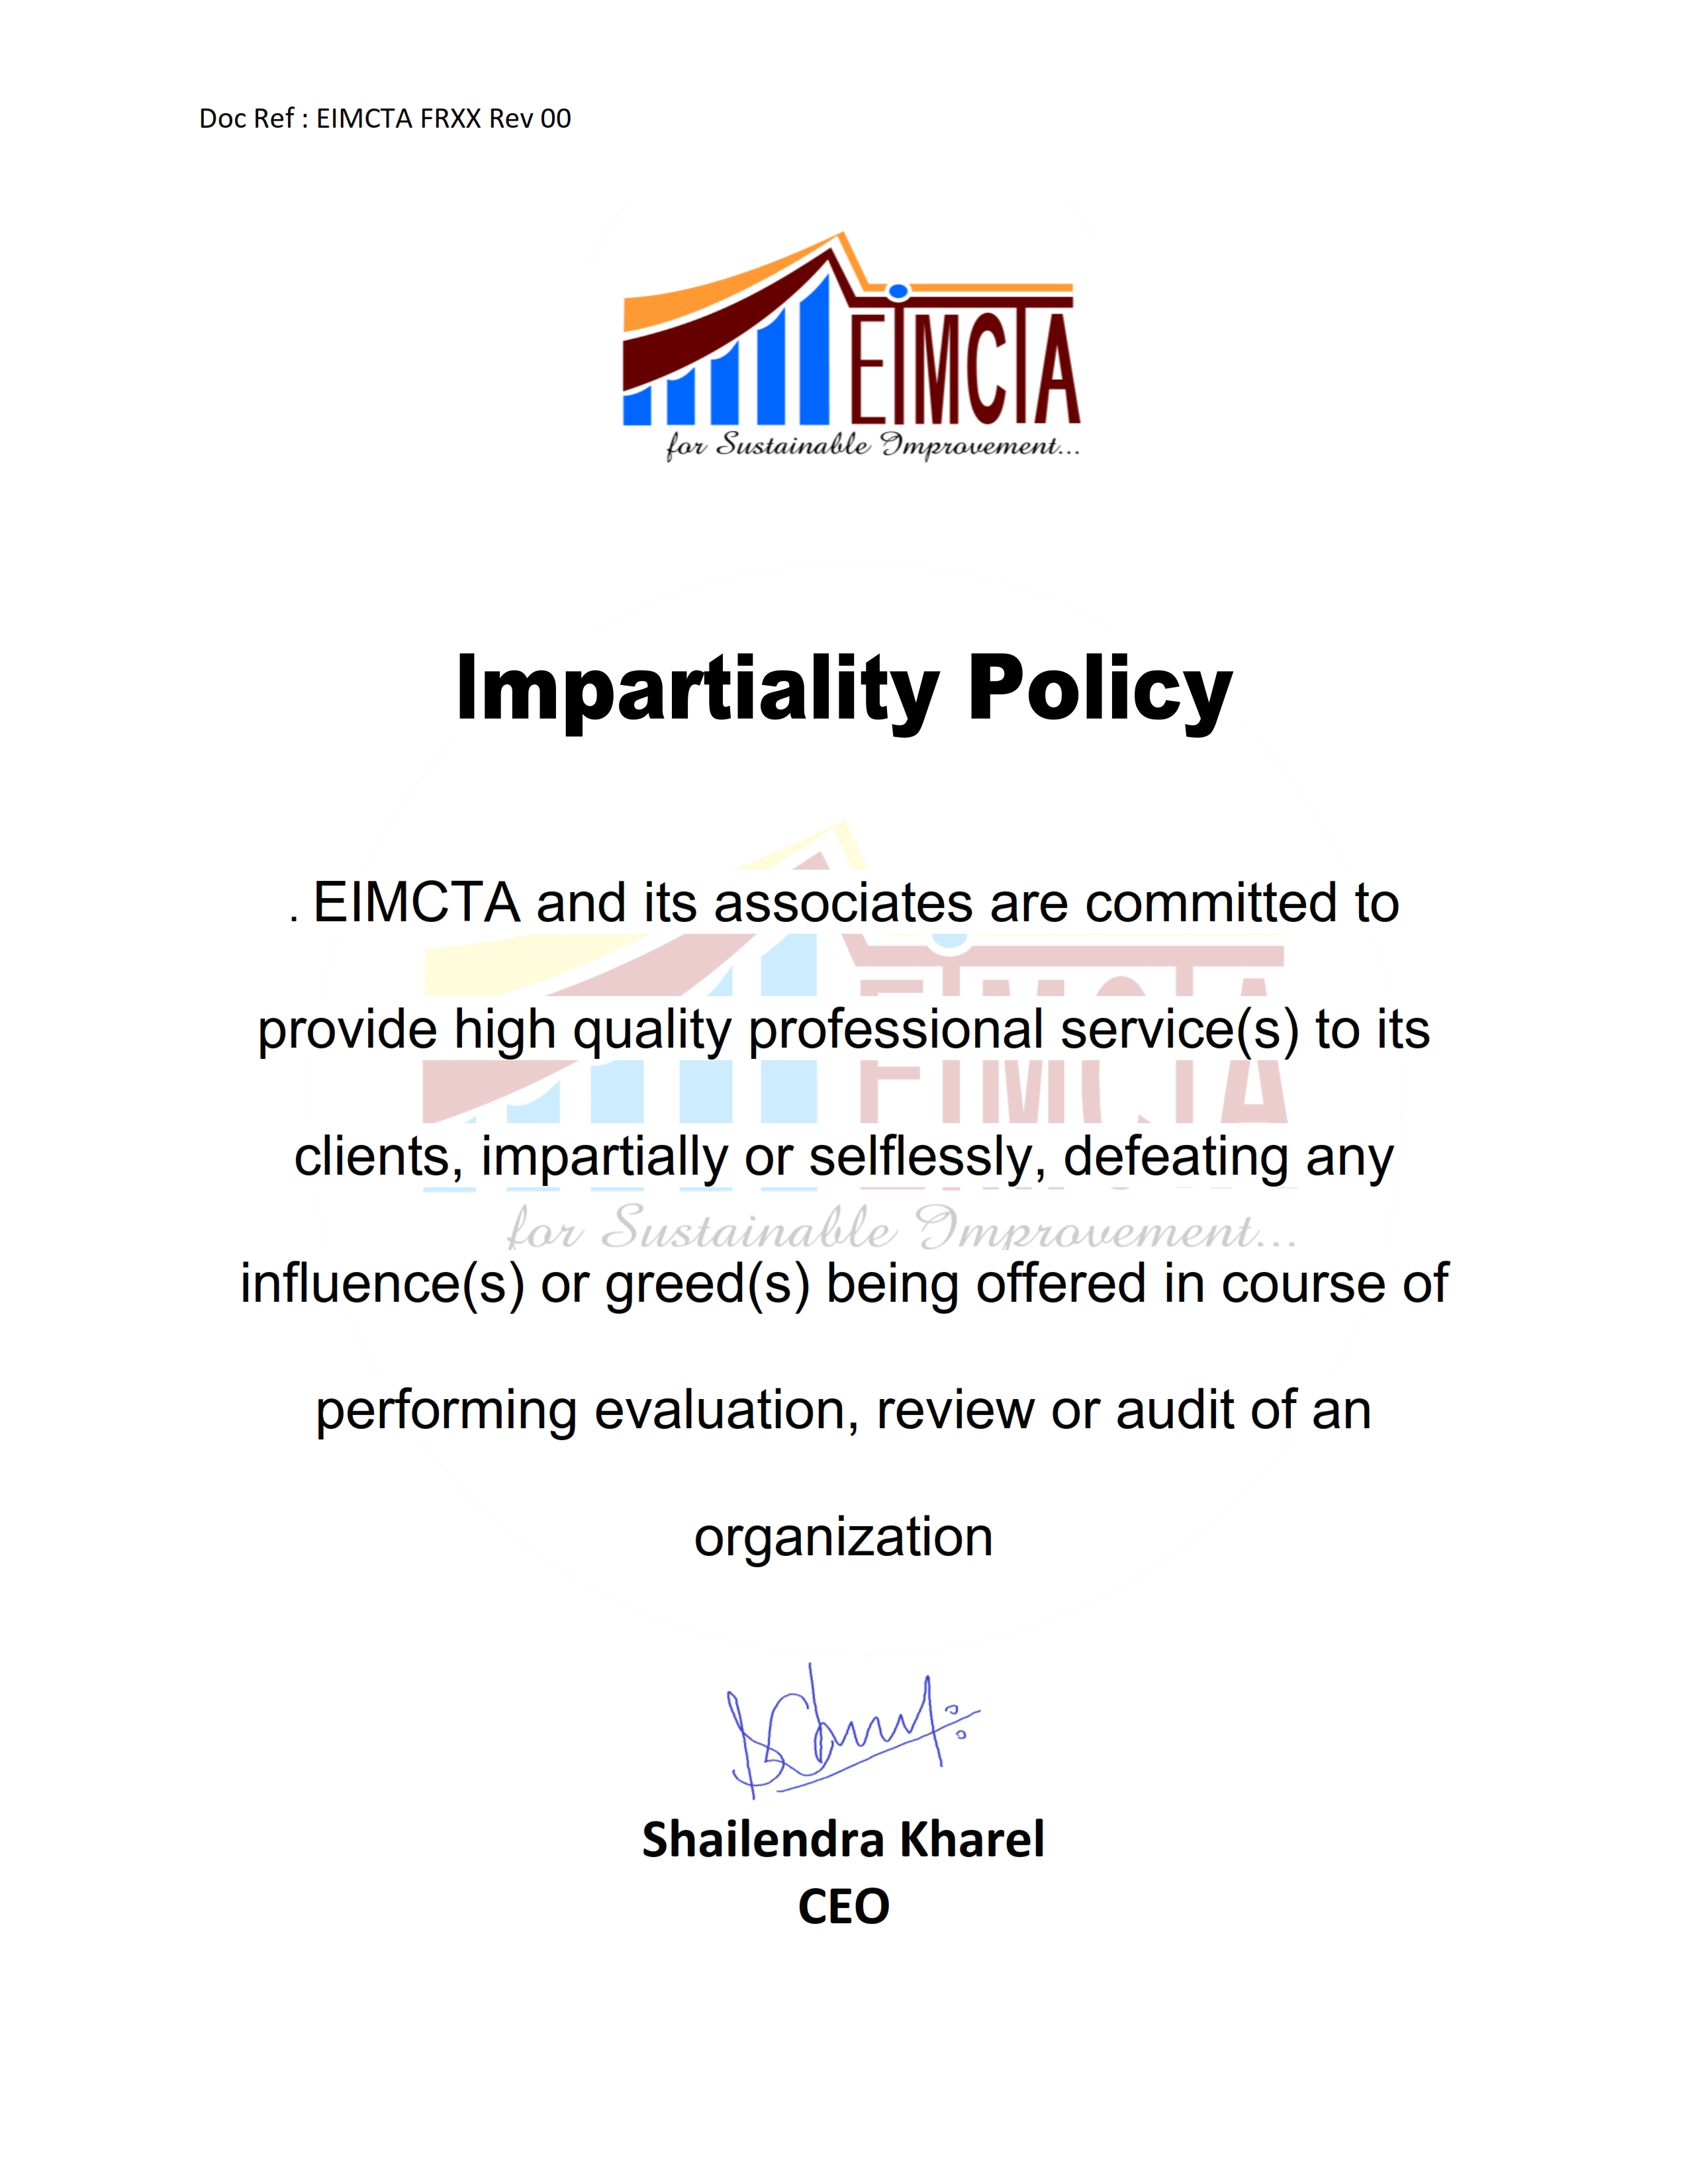 Doc Ref : EIMCTA FRXX Rev 00
EIMCTA
for Sustainable Improvement...
Impartiality Policy
. EIMCTA and its associates are committed to
provide high quality professional service(s) to its
clients, impartially or selflessly, defeating any
for Sustainable Improvement...
influence(s) or greed(s) being offered in course of
performing evaluation, review or audit of an
organization
Shailendra Kharel
CEO